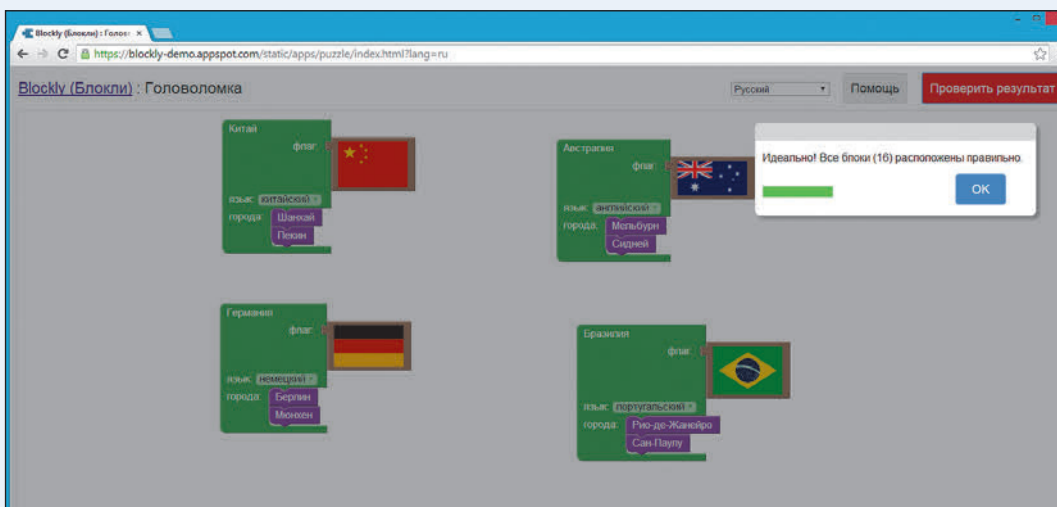 Blockly (Блокли) : Голов
https://blockly-demo.appspot.com/static/apps/puzzle/index.html?lang=ru
Blockly (Блокли) : Головоломка
Русский
Помощь
Проверить результат
Китай
флаг:
язык: китайский
города: Шанхай
Пекин
Австралия
флаг:
язык: английский
города: Мельбурн
Сидней
Идеально! Все блоки (16) расположены правильно.
OK
Германия
флаг:
язык: немецкий
города: Берлин
Мюнхен
Бразилия
флаг:
язык: португальский
города: Рио-де-Жанейро
Сан-Паулу